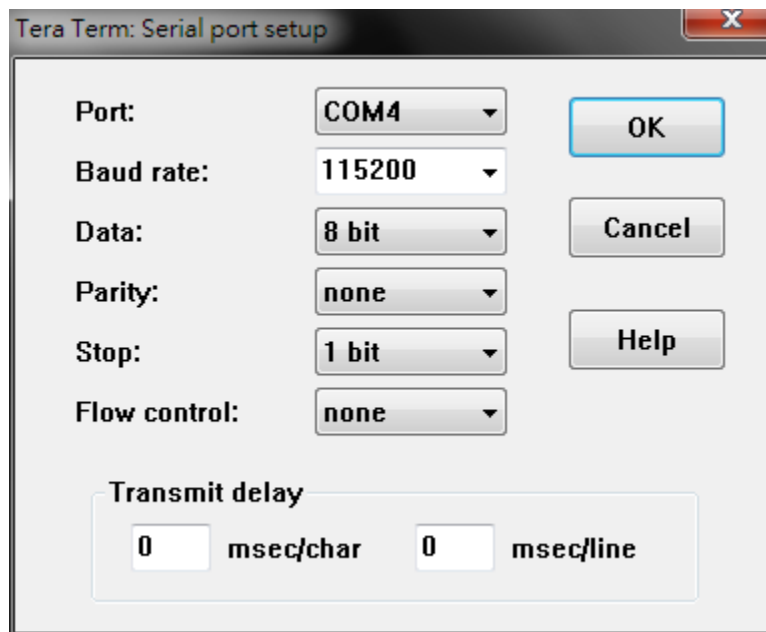 Tera Term: Serial port setup
x
Port: COM4 OK
Baud rate: 115200
Data: 8 bit Cancel
Parity: none
Stop: 1 bit Help
Flow control: none
Transmit delay
0 msec/char 0 msec/line